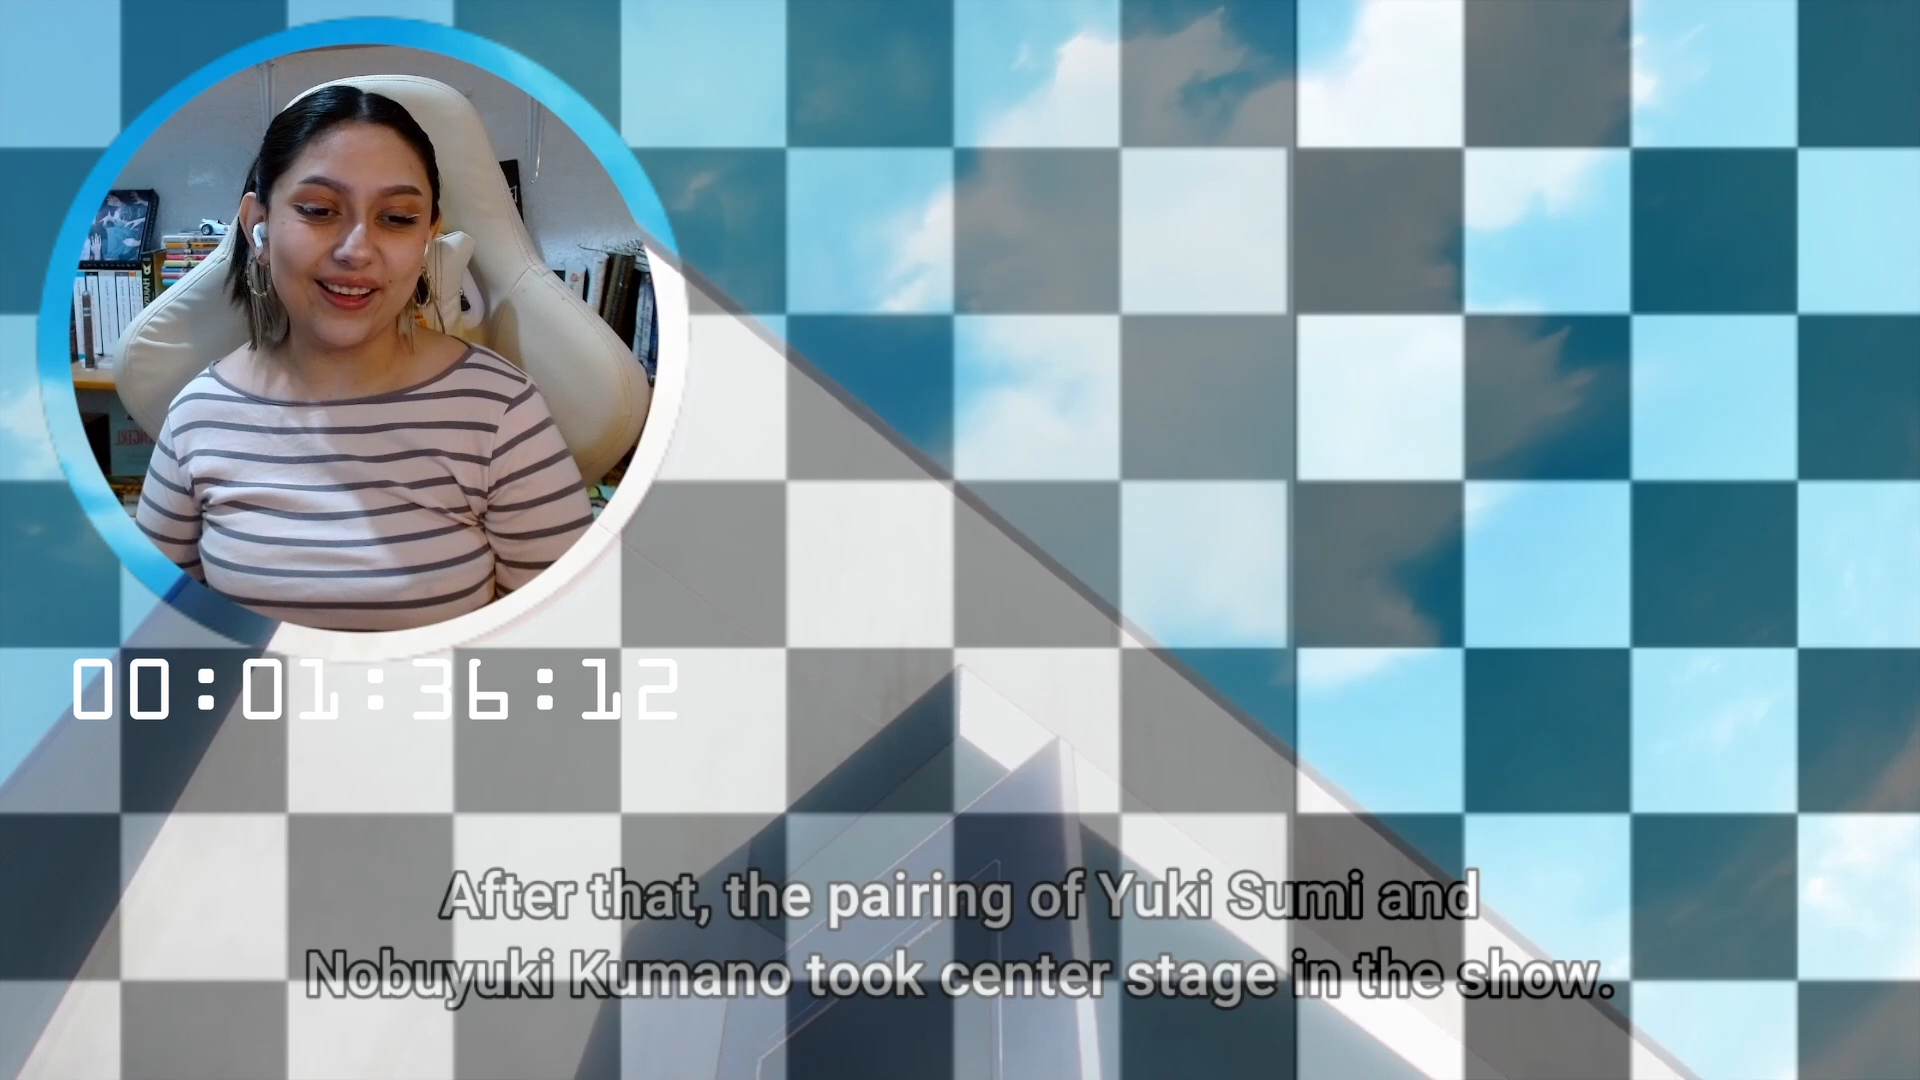 00:01:36:12
After that, the pairing of Yuki Sumi and
Nobuyuki Kumano took center stage in the show.